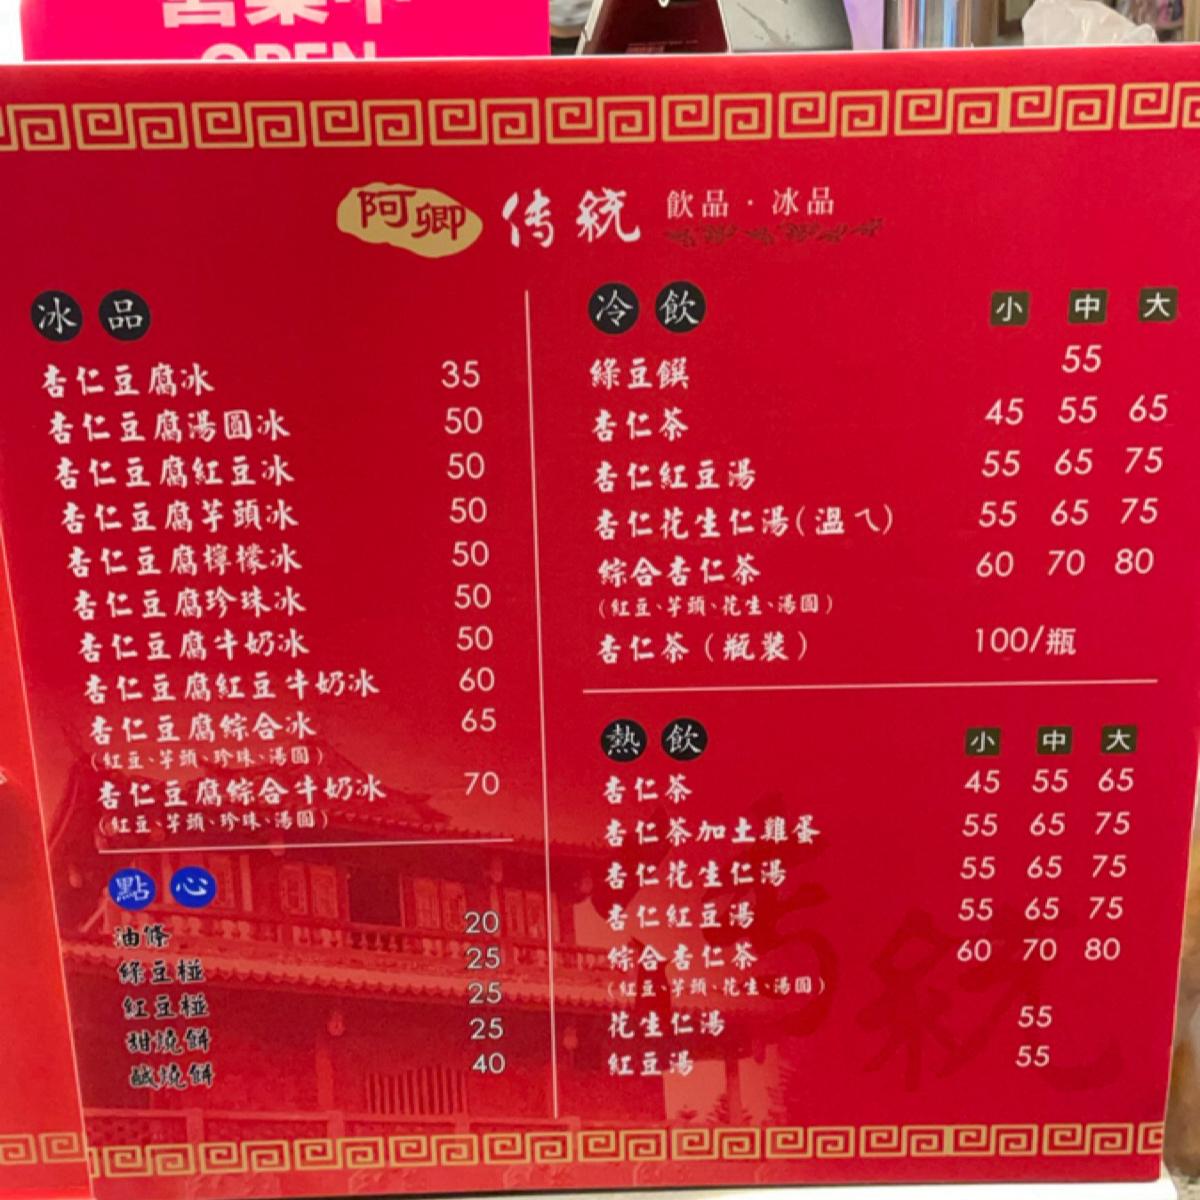 營業中
OPEN
阿卿 傳統 飲品·冰品
冰品
杏仁豆腐冰 35
杏仁豆腐湯圓冰 50
杏仁豆腐紅豆冰 50
杏仁豆腐芋頭冰 50
杏仁豆腐檸檬冰 50
杏仁豆腐珍珠冰 50
杏仁豆腐牛奶冰 50
杏仁豆腐紅豆牛奶冰 60
杏仁豆腐綜合冰 65
(紅豆、芋頭、珍珠、湯圓)
杏仁豆腐綜合牛奶冰 70
(紅豆、芋頭、珍珠、湯圓)
點心
油條 20
綠豆椪 25
紅豆椪 25
甜燒餅 25
鹹燒餅 40
冷飲 小 中 大
綠豆饌 55
杏仁茶 45 55 65
杏仁紅豆湯 55 65 75
杏仁花生仁湯(溫ㄟ) 55 65 75
綜合杏仁茶 60 70 80
(紅豆、芋頭、花生、湯圓)
杏仁茶(瓶裝) 100/瓶
熱飲 小 中 大
杏仁茶 45 55 65
杏仁茶加土雞蛋 55 65 75
杏仁花生仁湯 55 65 75
杏仁紅豆湯 55 65 75
綜合杏仁茶 60 70 80
(紅豆、芋頭、花生、湯圓)
花生仁湯 55
紅豆湯 55